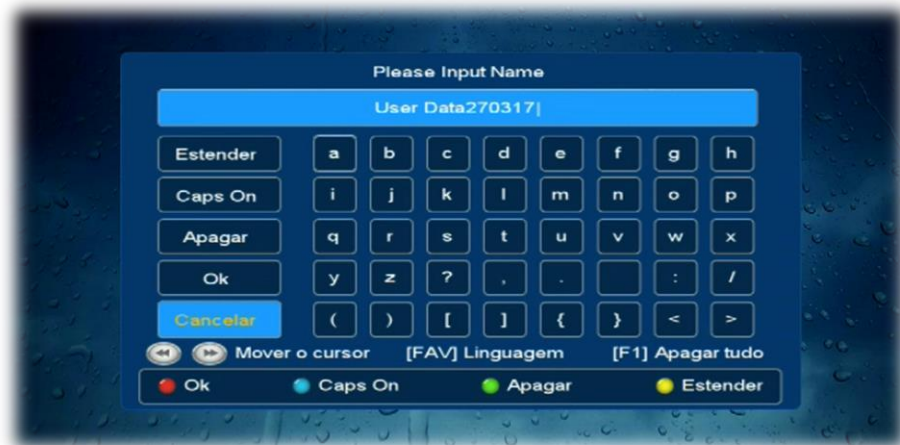 Please Input Name
User Data270317|
Estender a b c d e f g h
Caps On i j k l m n o p
Apagar q r s t u v w x
Ok y z ? , . : /
Cancelar ( ) [ ] { } < >
Mover o cursor [FAV] Linguagem [F1] Apagar tudo
Ok Caps On Apagar Estender